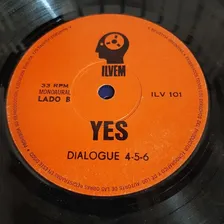 ILVEM
33 RPM
MONOAURAL
LADO B
ILV 101
YES
DIALOGUE 4-5-6